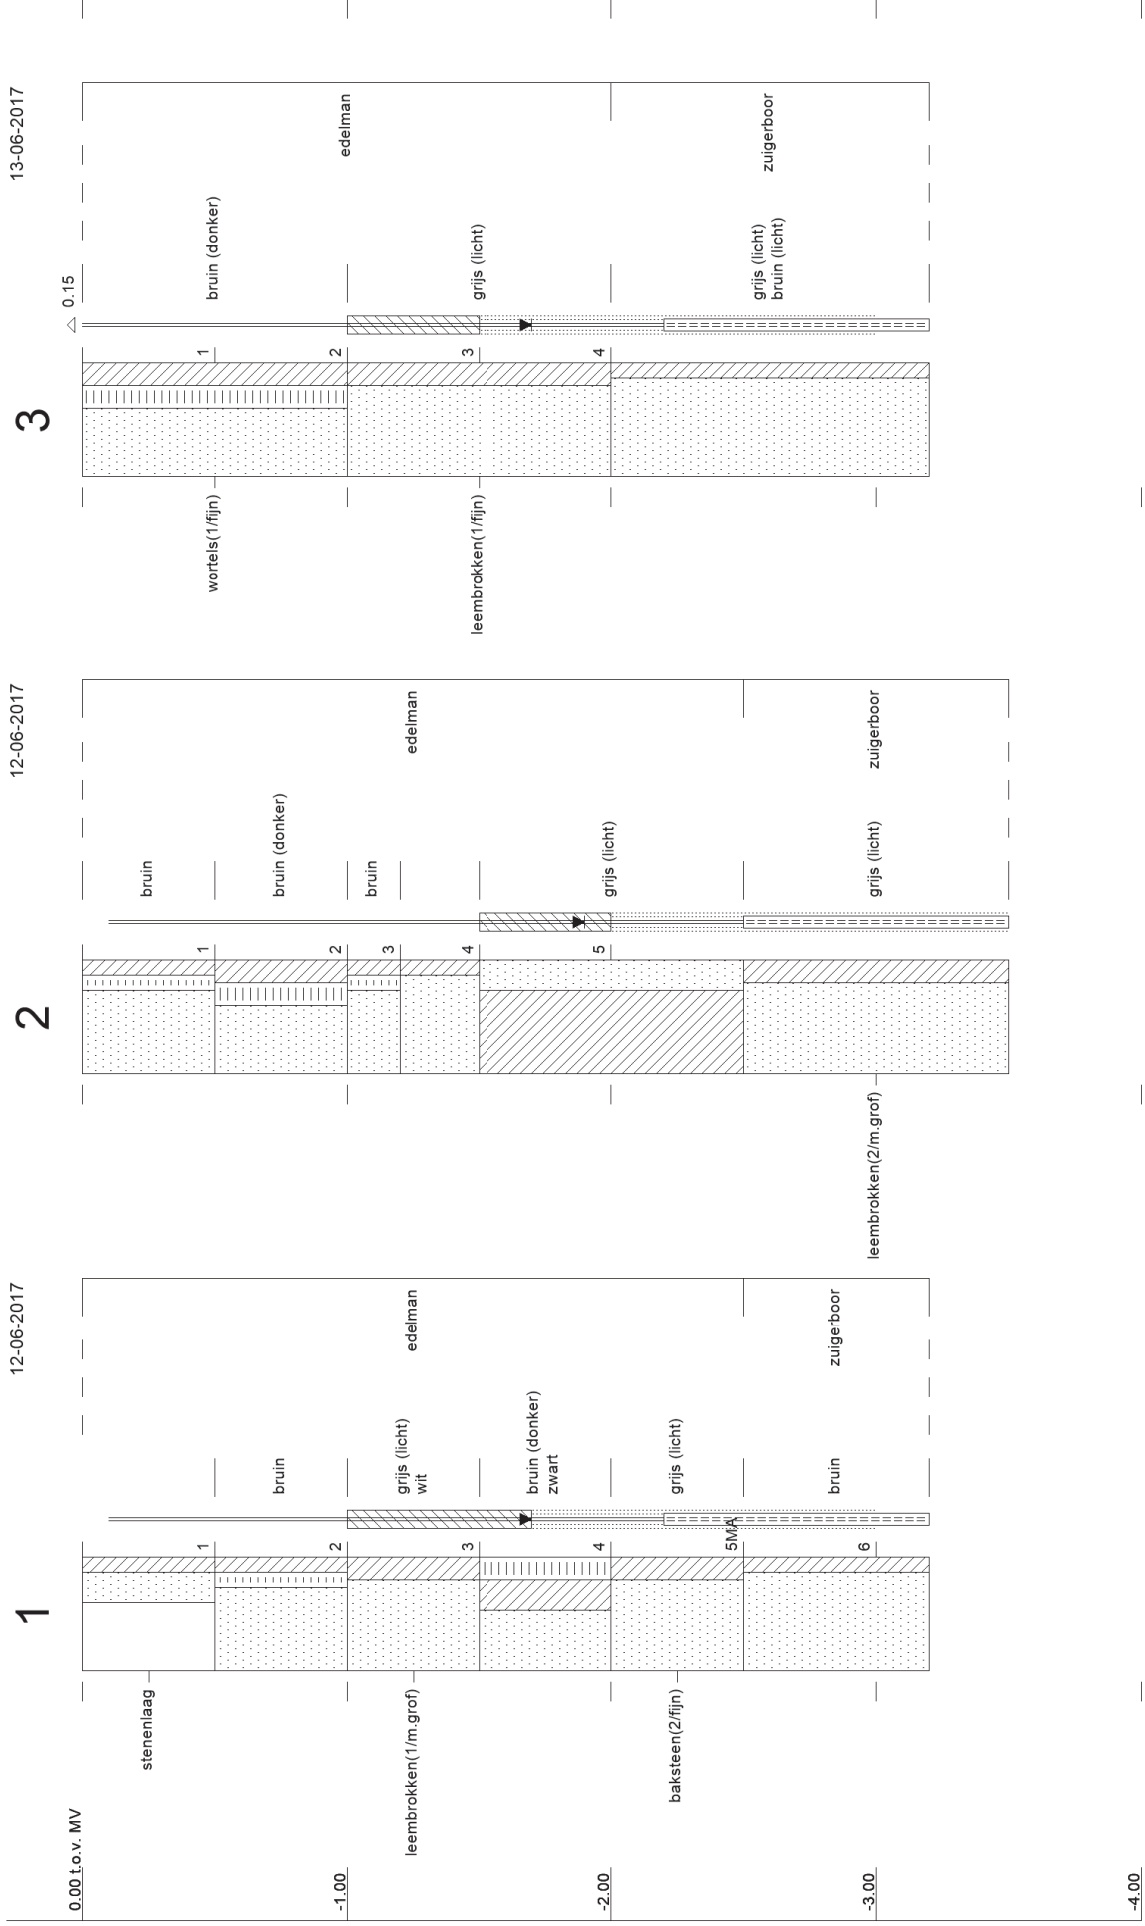 1
12-06-2017
0.00 t.o.v. MV
-1.00
-2.00
-3.00
-4.00
stenenlaag
leembrokken(1/m.grof)
baksteen(2/fijn)
1
2
3
4
5MA
6
bruin
grijs (licht)
wit
bruin (donker)
zwart
grijs (licht)
bruin
edelman
zuigerboor
2
12-06-2017
leembrokken(2/m.grof)
1
2
3
4
5
bruin
bruin (donker)
bruin
grijs (licht)
grijs (licht)
edelman
zuigerboor
3
13-06-2017
0.15
wortels(1/fijn)
leembrokken(1/fijn)
1
2
3
4
bruin (donker)
grijs (licht)
grijs (licht)
bruin (licht)
edelman
zuigerboor